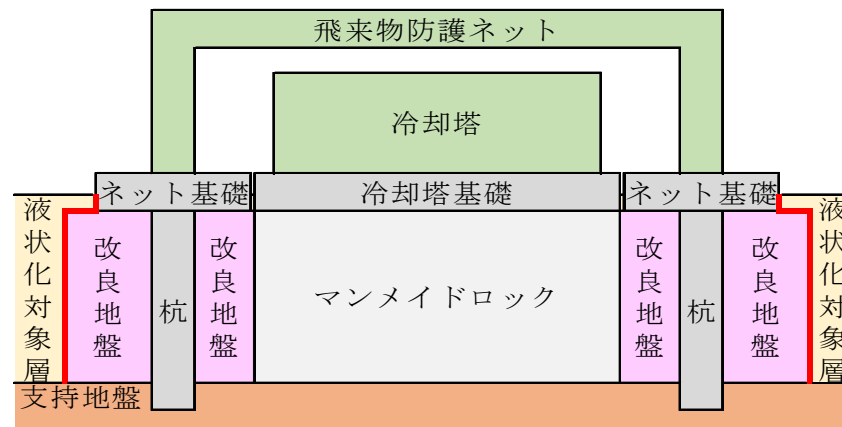 飛来物防護ネット
冷却塔
ネット基礎
冷却塔基礎
ネット基礎
液状化対象層
改良地盤
杭
改良地盤
マンメイドロック
改良地盤
杭
改良地盤
液状化対象層
支持地盤